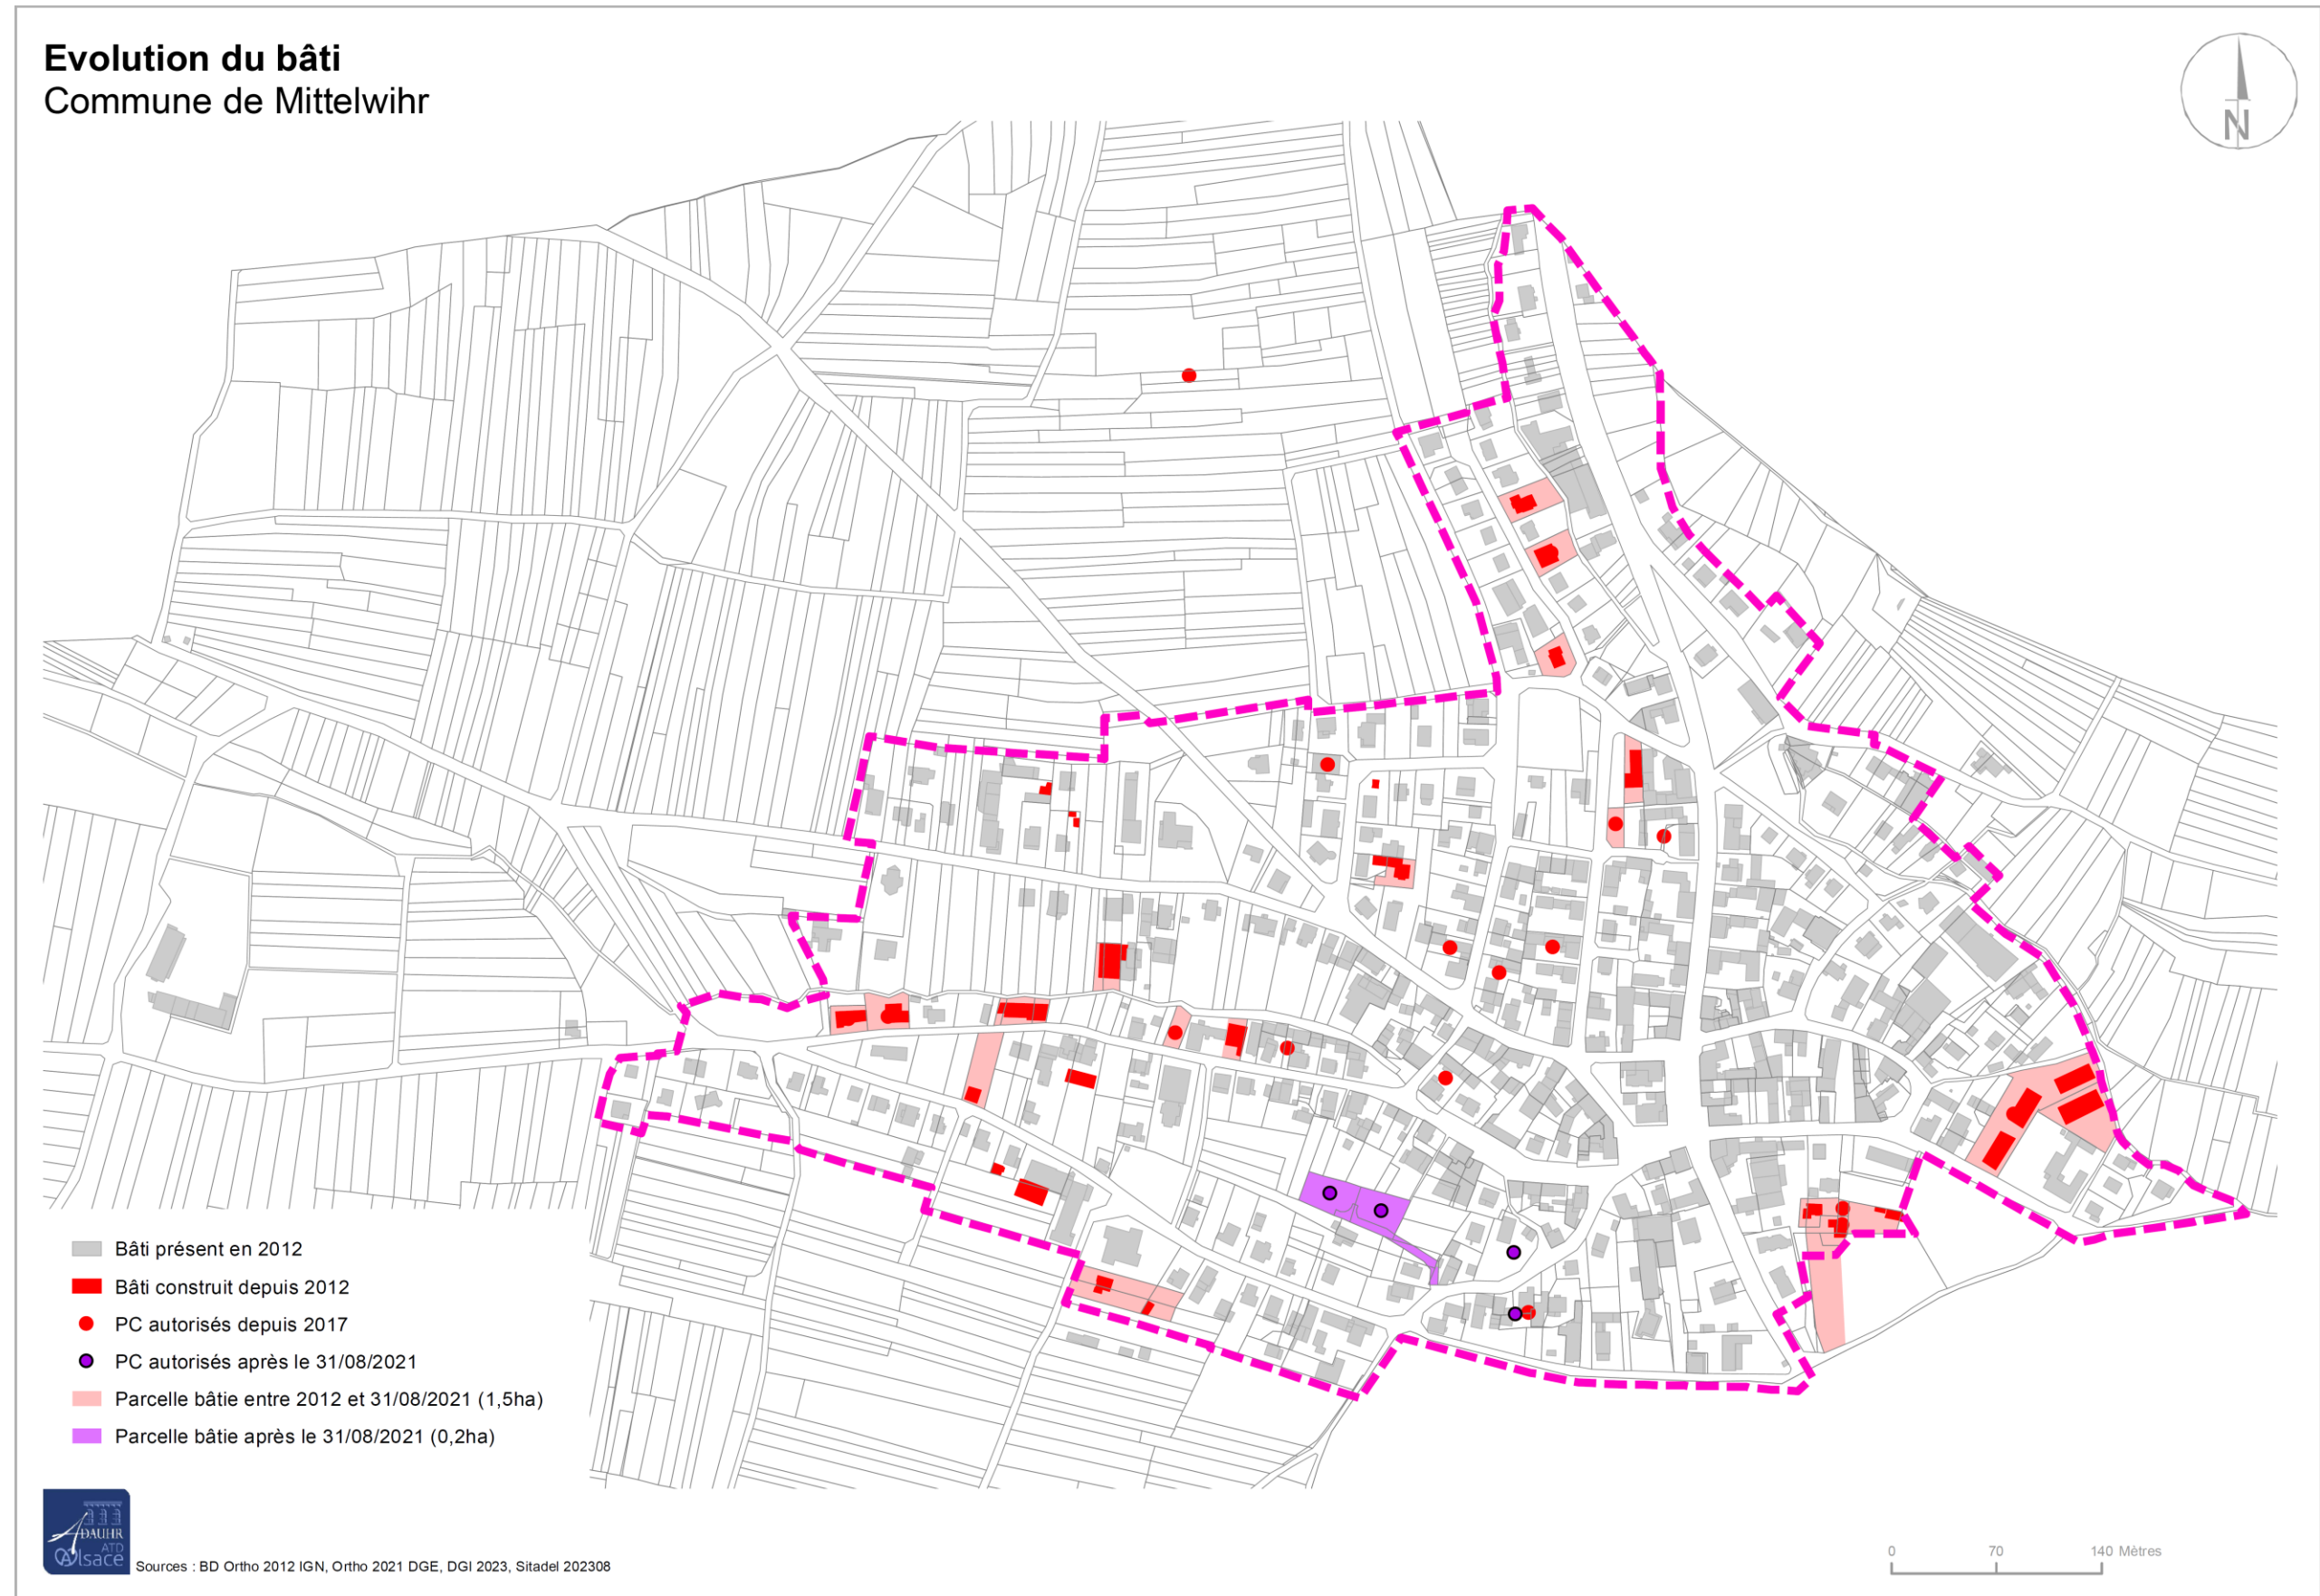 Evolution du bâti
Commune de Mittelwihr
N
Bâti présent en 2012
Bâti construit depuis 2012
PC autorisés depuis 2017
PC autorisés après le 31/08/2021
Parcelle bâtie entre 2012 et 31/08/2021 (1,5ha)
Parcelle bâtie après le 31/08/2021 (0,2ha)
ADAUHR
ATD
Alsace
Sources : BD Ortho 2012 IGN, Ortho 2021 DGE, DGI 2023, Sitadel 202308
0 70 140 Mètres